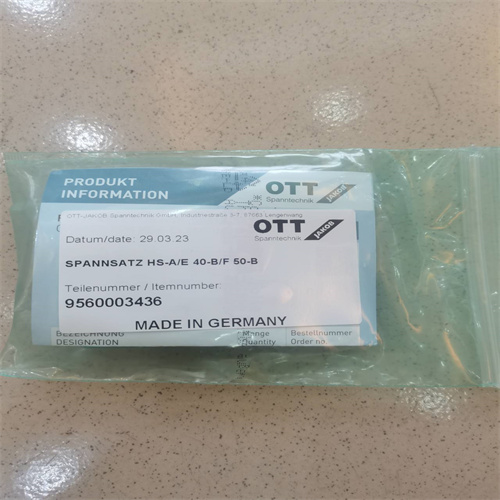 PRODUKT
INFORMATION
OTT
Spanntechnik
JAKOB
OTT-JAKOB Spanntechnik GmbH, Industriestraße 3-7, 87663 Lengenwang
Datum/date: 29.03.23
OTT
Spanntechnik
JAKOB
SPANNSATZ HS-A/E 40-B/F 50-B
Teilenummer / Itemnumber:
9560003436
MADE IN GERMANY
BEZEICHNUNG
DESIGNATION
Menge
Quantity
Bestellnummer
Order no